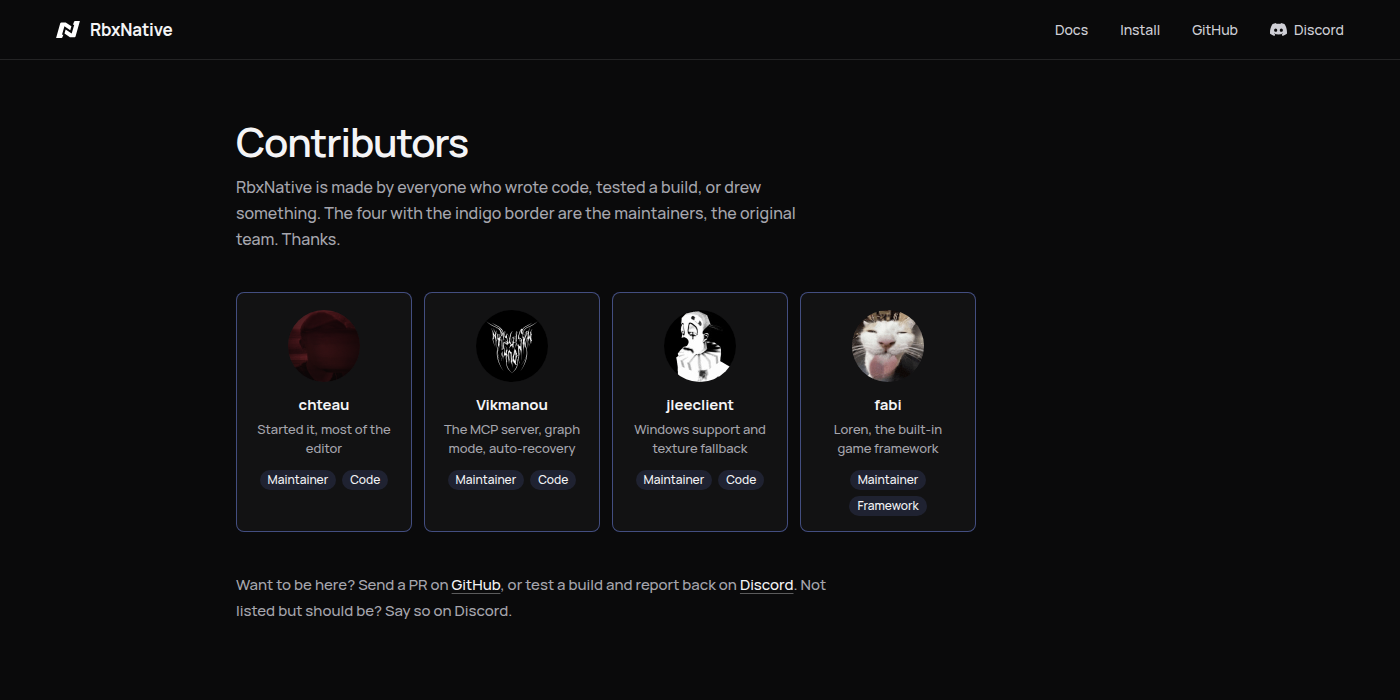 RbxNative
Docs
Install
GitHub
Discord
Contributors
RbxNative is made by everyone who wrote code, tested a build, or drew
something. The four with the indigo border are the maintainers, the original
team. Thanks.
chteau
Started it, most of the
editor
Maintainer
Code
Vikmanou
The MCP server, graph
mode, auto-recovery
Maintainer
Code
jleeclient
Windows support and
texture fallback
Maintainer
Code
fabi
Loren, the built-in
game framework
Maintainer
Framework
Want to be here? Send a PR on GitHub, or test a build and report back on Discord. Not
listed but should be? Say so on Discord.